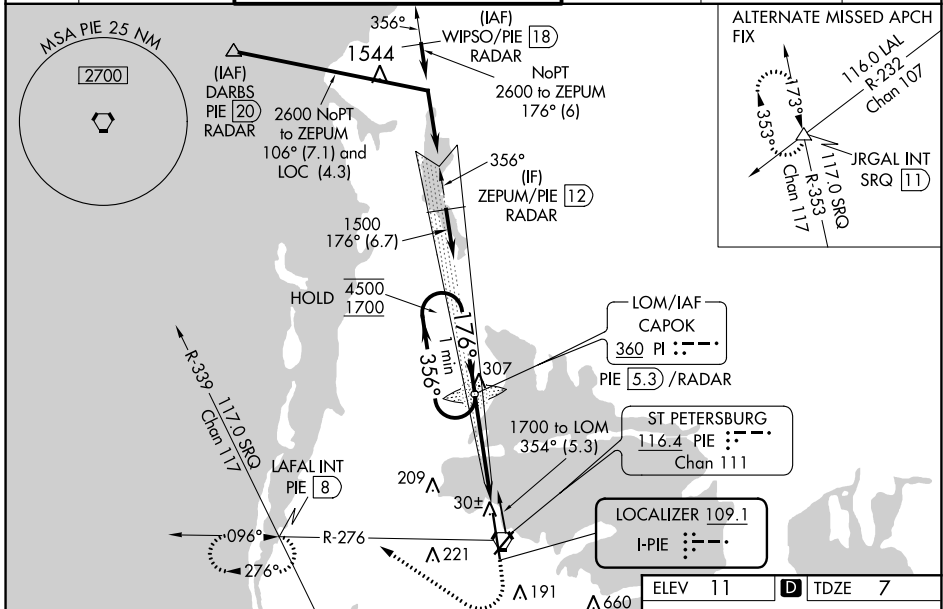 MSA PIE 25 NM
2700
(IAF)
DARBS
PIE 20
RADAR
1544
2600 NoPT
to ZEPUM
106° (7.1) and
LOC (4.3)
356°
(IAF)
WIPSO/PIE 18
RADAR
NoPT
2600 to ZEPUM
176° (6)
ALTERNATE MISSED APCH
FIX
116.0 LAL
R-232
Chan 107
173°
353°
JRGAL INT
SRQ 11
117.0 SRQ
R-353
Chan 117
356°
(IF)
ZEPUM/PIE 12
RADAR
1500
176° (6.7)
HOLD
4500
1700
176°
1 min
356°
307
LOM/IAF
CAPOK
360 PI
PIE 5.3 /RADAR
1700 to LOM
354° (5.3)
ST PETERSBURG
116.4 PIE
Chan 111
R-339
117.0 SRQ
Chan 117
LAFAL INT
PIE 8
209
30±
LOCALIZER 109.1
I-PIE
096°
R-276
276°
221
191
660
ELEV 11
D
TDZE 7